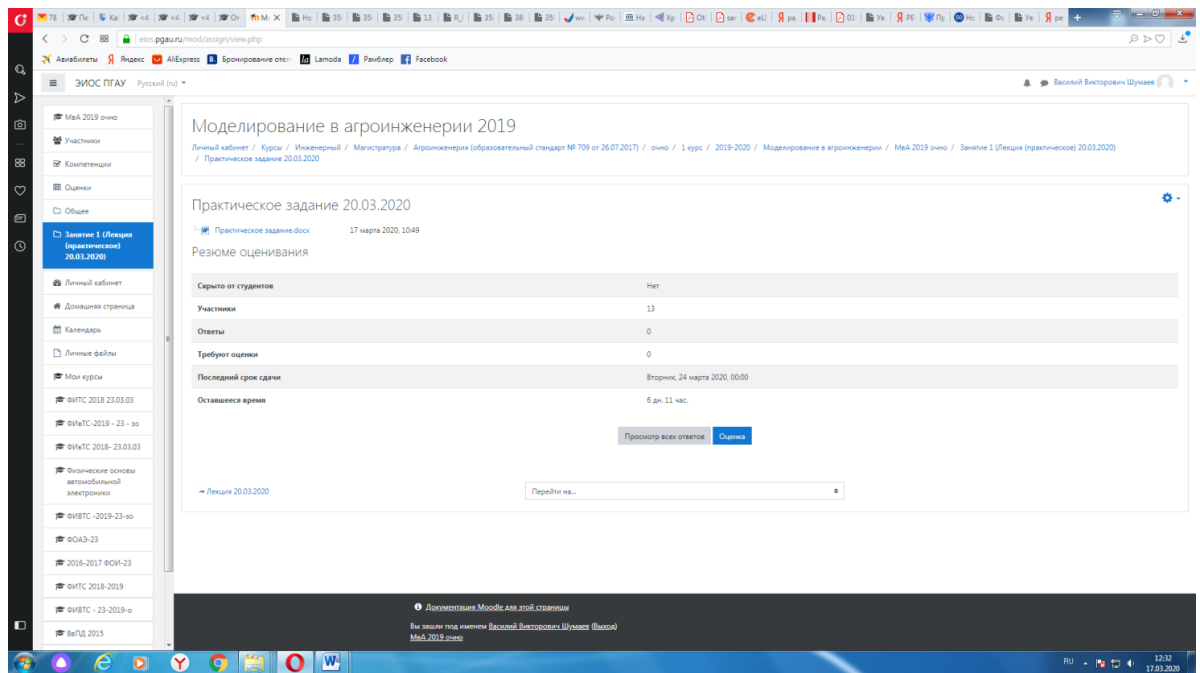 eios.pgau.ru/mod/assign/view.php
Авиабилеты Яндекс AliExpress Бронирование отел Lamoda Рамблер Facebook
ЭИОС ПГАУ Русский (ru)
Василий Викторович Шумаев
МвА 2019 очно
Участники
Компетенции
Оценки
Общее
Занятие 1 (Лекция
(практическое)
20.03.2020)
Личный кабинет
Домашняя страница
Календарь
Личные файлы
Мои курсы
ФИТС 2018 23.03.03
ФИвТС-2019 - 23 - зо
ФИвТС 2018- 23.03.03
Физические основы
автомобильной
электроники
ФИВТС -2019-23-зо
ФОАЭ-23
2016-2017 ФОИ-23
ФИТС 2018-2019
ФИВТС - 23-2019-о
ВвПД 2015
Моделирование в агроинженерии 2019
Личный кабинет / Курсы / Инженерный / Магистратура / Агроинженерия (образовательный стандарт № 709 от 26.07.2017) / очно / 1 курс / 2019-2020 / Моделирование в агроинженерии / МвА 2019 очно / Занятие 1 (Лекция (практическое) 20.03.2020)
/ Практическое задание 20.03.2020
Практическое задание 20.03.2020
Практическое задание.docx 17 марта 2020, 10:49
Резюме оценивания
Скрыто от студентов Нет
Участники 13
Ответы 0
Требуют оценки 0
Последний срок сдачи Вторник, 24 марта 2020, 00:00
Оставшееся время 6 дн. 11 час.
Просмотр всех ответов Оценка
→ Лекция 20.03.2020 Перейти на...
Документация Moodle для этой страницы
Вы зашли под именем Василий Викторович Шумаев (Выход)
МвА 2019 очно
RU 12:32
17.03.2020